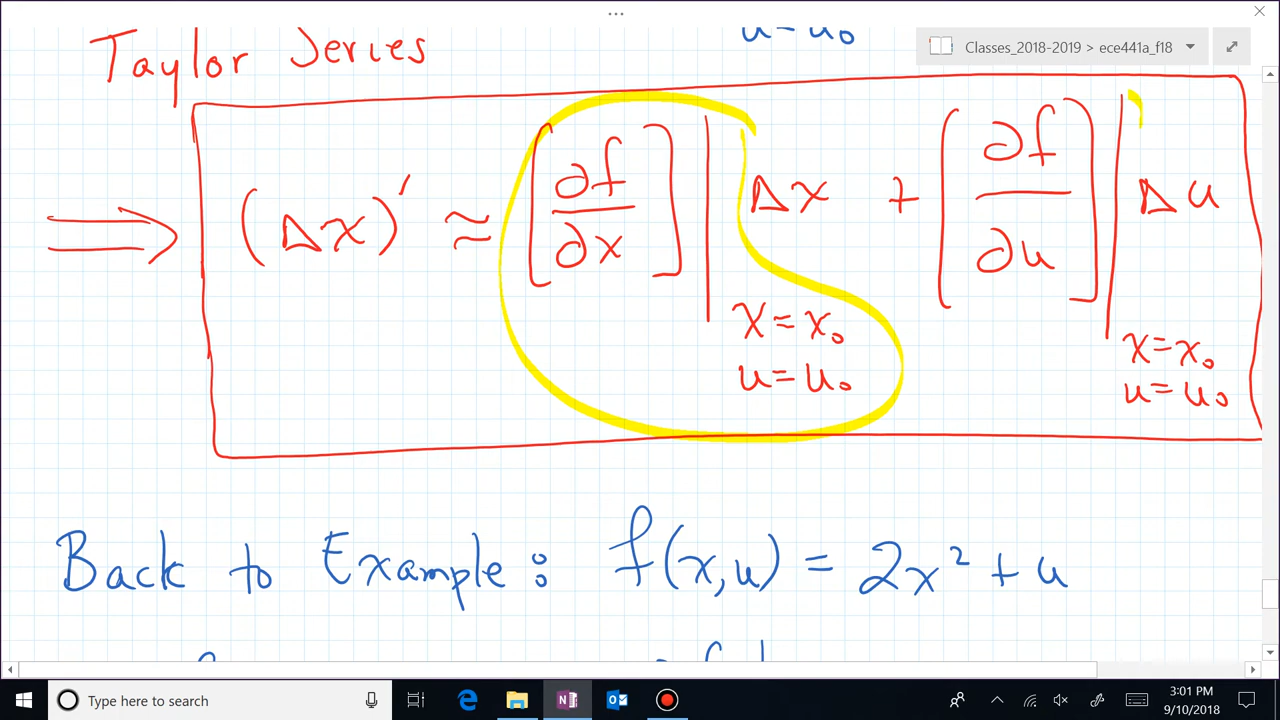 u = u₀
Classes_2018-2019 > ece441a_f18
Taylor Series
⟹ (Δx)' ≈ [∂f/∂x]| x = x₀ u = u₀ Δx + [∂f/∂u]| x = x₀ u = u₀ Δu
Back to Example: f(x,u) = 2x² + u
Type here to search
3:01 PM
9/10/2018